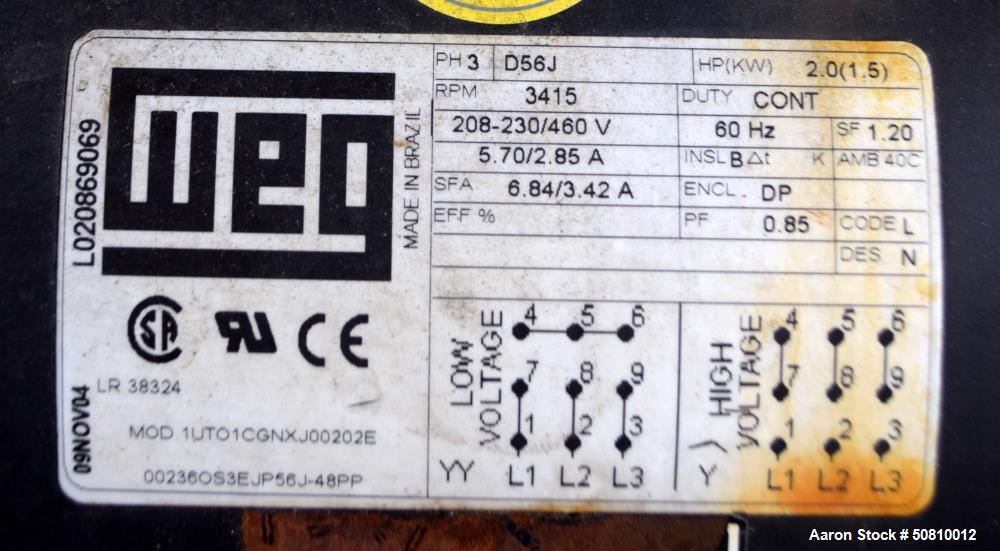 L020869069
WEG
MADE IN BRAZIL
LR 38324
09NOV04
MOD.1UTO1CGNXJ00202E
00236OS3EJP56J-48PP
PH 3 D56J HP(KW) 2.0(1.5)
RPM 3415 DUTY CONT
208-230/460 V 60 Hz SF 1.20
5.70/2.85 A INSL B Δt K AMB 40C
SFA 6.84/3.42 A ENCL. DP
EFF % PF 0.85 CODE L
DES N
LOW VOLTAGE
4 5 6
7 8 9
1 2 3
YY L1 L2 L3
HIGH VOLTAGE
4 5 6
7 8 9
1 2 3
Y L1 L2 L3
Aaron Stock # 50810012